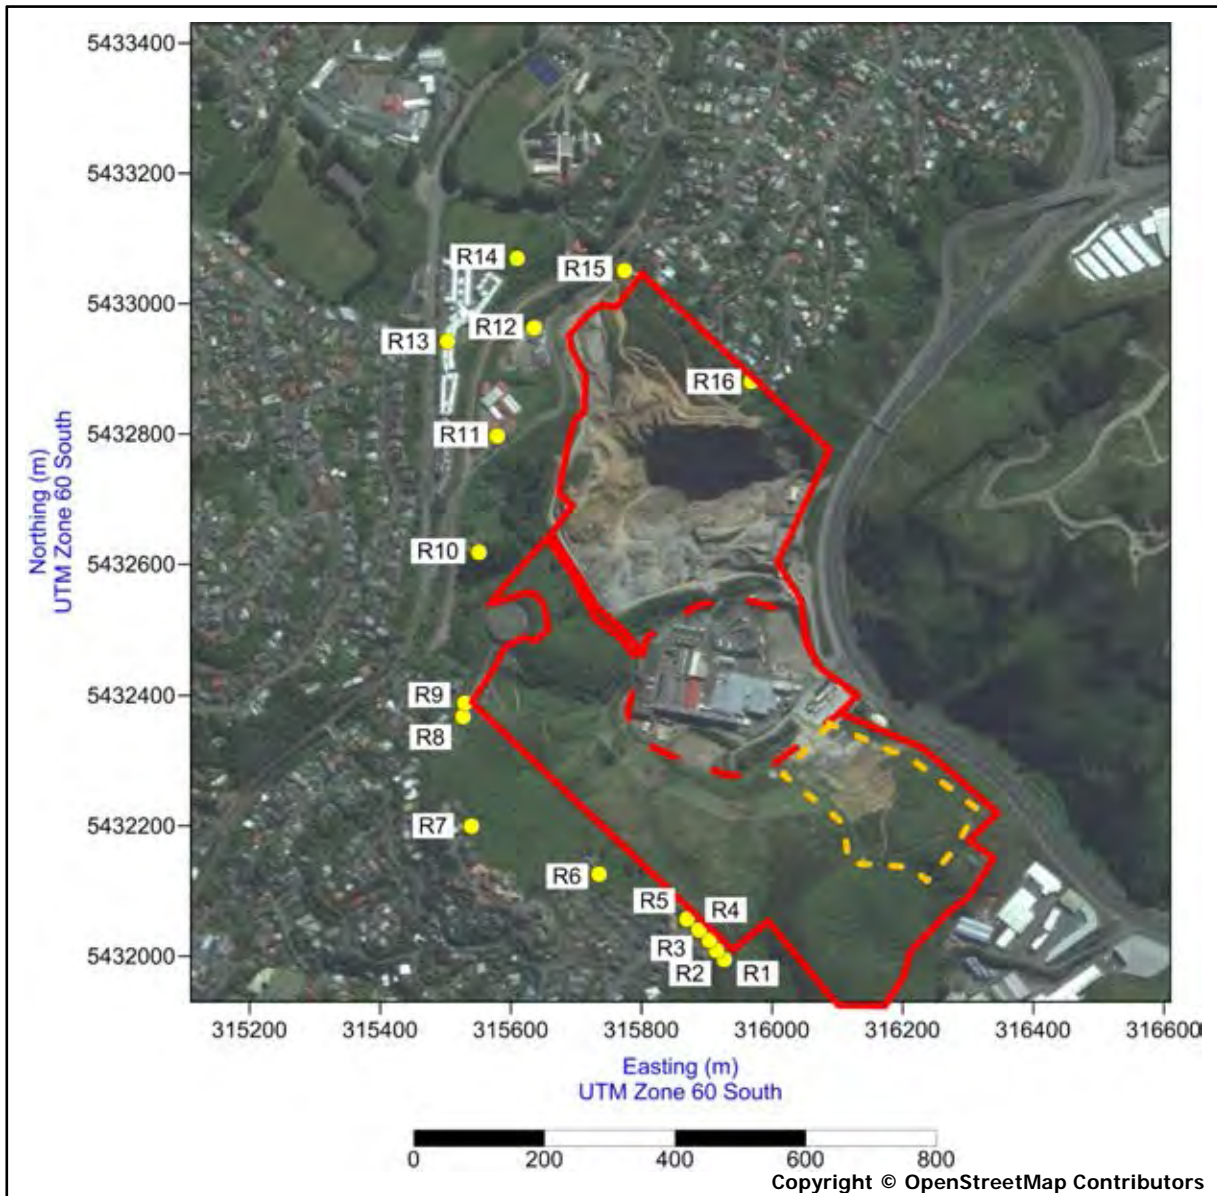 5433400
5433200
5433000
5432800
5432600
5432400
5432200
5432000
Northing (m)
UTM Zone 60 South
R14
R15
R12
R13
R16
R11
R10
R9
R8
R7
R6
R5
R4
R3
R2
R1
315200
315400
315600
315800
316000
316200
316400
316600
Easting (m)
UTM Zone 60 South
0
200
400
600
800
Copyright © OpenStreetMap Contributors